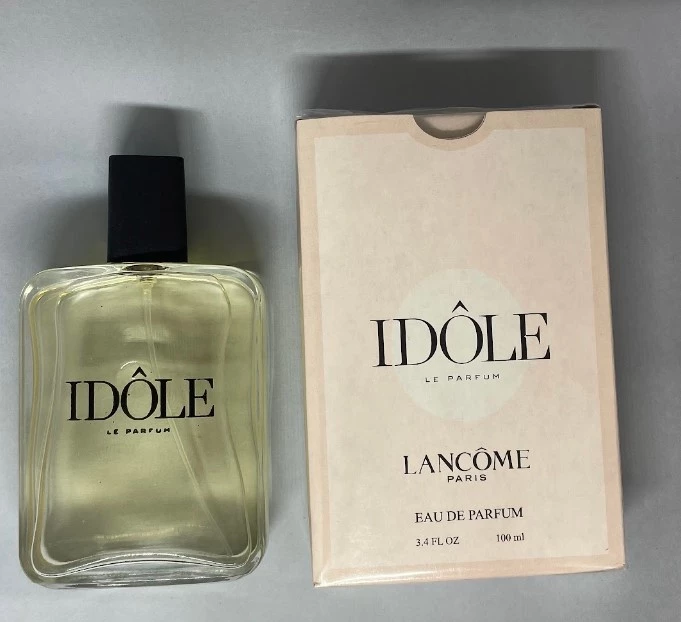 IDÔLE
LE PARFUM
IDÔLE
LE PARFUM
LANCÔME
PARIS
EAU DE PARFUM
3.4 FL OZ 100 ml